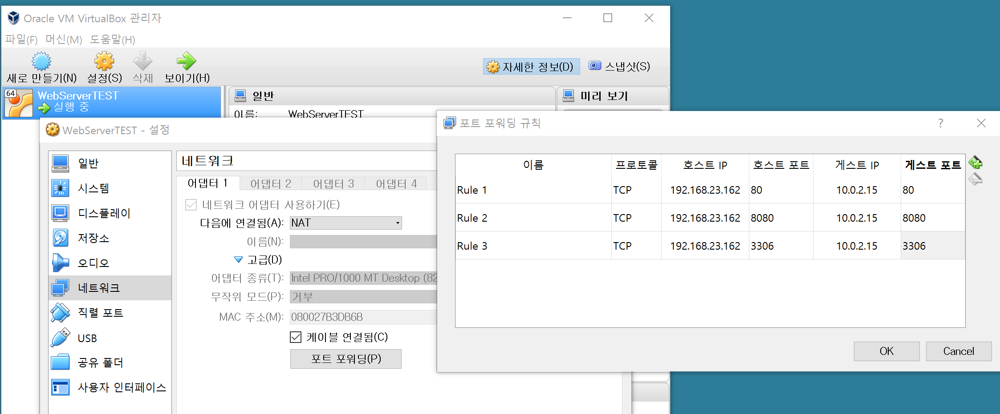 Oracle VM VirtualBox 관리자
파일(F) 머신(M) 도움말(H)
새로 만들기(N) 설정(S) 삭제 보이기(H)
자세한 정보(D) 스냅샷(S)
64
WebServerTEST
실행 중
일반
이름: WebServerTEST
미리 보기
WebServerTEST - 설정
일반
시스템
디스플레이
저장소
오디오
네트워크
직렬 포트
USB
공유 폴더
사용자 인터페이스
네트워크
어댑터 1 어댑터 2 어댑터 3 어댑터 4
네트워크 어댑터 사용하기(E)
다음에 연결됨(A): NAT
이름(N):
고급(D)
어댑터 종류(T): Intel PRO/1000 MT Desktop (82
무작위 모드(P): 거부
MAC 주소(M): 080027B3DB6B
케이블 연결됨(C)
포트 포워딩(P)
포트 포워딩 규칙
?
이름 프로토콜 호스트 IP 호스트 포트 게스트 IP 게스트 포트
Rule 1 TCP 192.168.23.162 80 10.0.2.15 80
Rule 2 TCP 192.168.23.162 8080 10.0.2.15 8080
Rule 3 TCP 192.168.23.162 3306 10.0.2.15 3306
OK Cancel